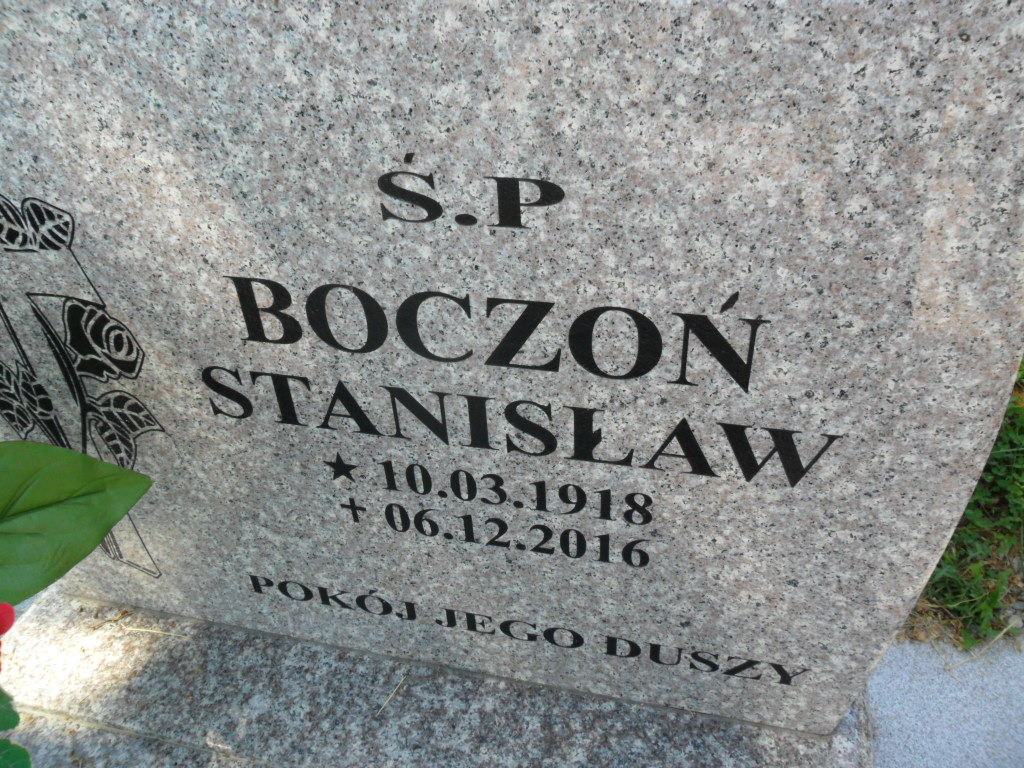 Ś.P
BOCZOŃ
STANISŁAW
★ 10.03.1918
+ 06.12.2016
POKÓJ JEGO DUSZY